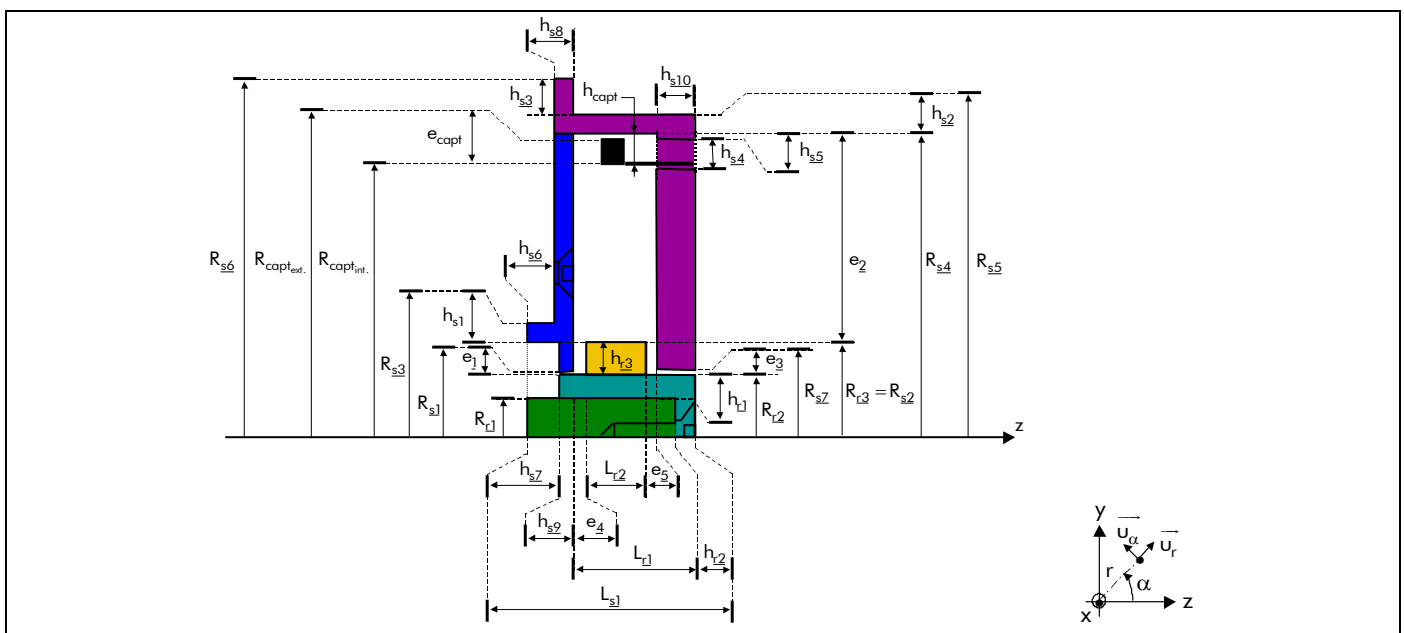 hs8
hs10
hcapt
hs3
hs2
ecapt
hs4
hs5
Rs6
Rcaptext.
Rcaptint.
hs6
e2
Rs4
Rs5
hs1
Rs3
e1
hr3
e3
Rs1
Rr1
hr1
Rr2
Rs7
Rr3 = Rs2
z
hs7
Lr2
e5
hs9
e4
Lr1
hr2
Ls1
y
uα
ur
r
α
x
z